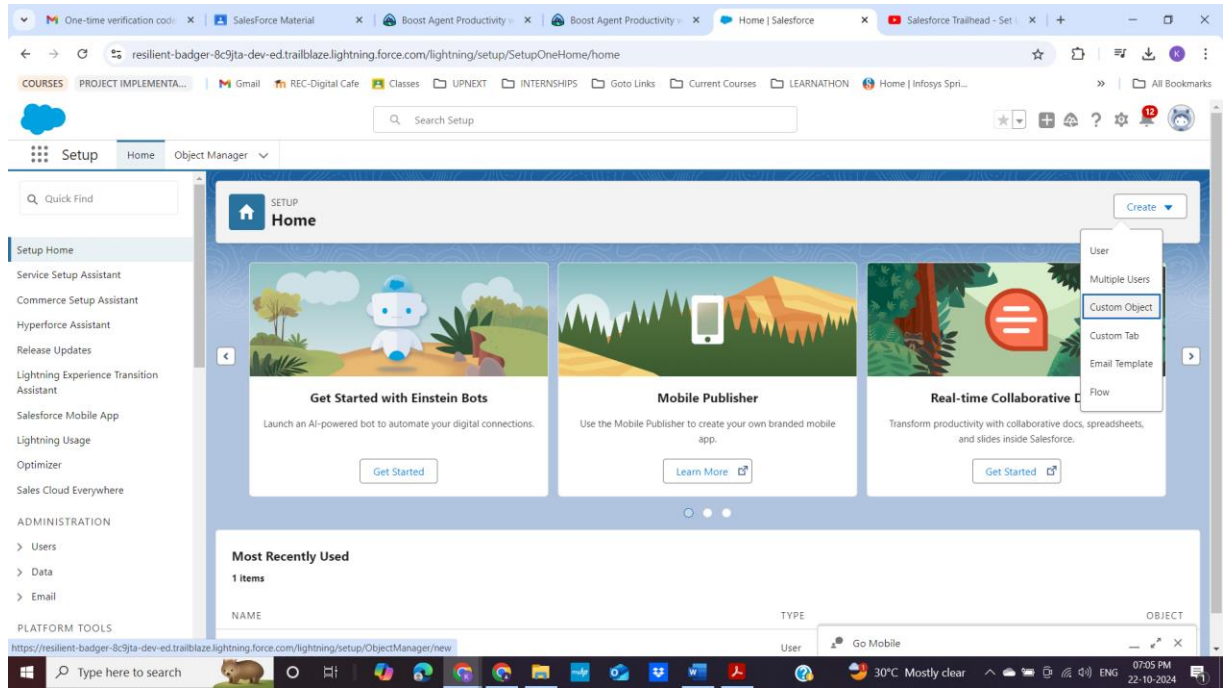 One-time verification code
SalesForce Material
Boost Agent Productivity
Boost Agent Productivity
Home | Salesforce
Salesforce Trailhead - Set
resilient-badger-8c9jta-dev-ed.trailblaze.lightning.force.com/lightning/setup/SetupOneHome/home
K
COURSES PROJECT IMPLEMENTA... Gmail REC-Digital Cafe Classes UPNEXT INTERNSHIPS Goto Links Current Courses LEARNATHON Home | Infosys Spri... » All Bookmarks
Search Setup
12
Setup Home Object Manager
Quick Find
SETUP
Home
Create
User
Multiple Users
Custom Object
Custom Tab
Email Template
Flow
Setup Home
Service Setup Assistant
Commerce Setup Assistant
Hyperforce Assistant
Release Updates
Lightning Experience Transition
Assistant
Salesforce Mobile App
Lightning Usage
Optimizer
Sales Cloud Everywhere
ADMINISTRATION
Users
Data
Email
PLATFORM TOOLS
Get Started with Einstein Bots
Launch an AI-powered bot to automate your digital connections.
Get Started
Mobile Publisher
Use the Mobile Publisher to create your own branded mobile
app.
Learn More
Real-time Collaborative D
Transform productivity with collaborative docs, spreadsheets,
and slides inside Salesforce.
Get Started
Most Recently Used
1 items
NAME TYPE OBJECT
User
Go Mobile
https://resilient-badger-8c9jta-dev-ed.trailblaze.lightning.force.com/lightning/setup/ObjectManager/new
Type here to search
30°C Mostly clear
ENG
07:05 PM
22-10-2024